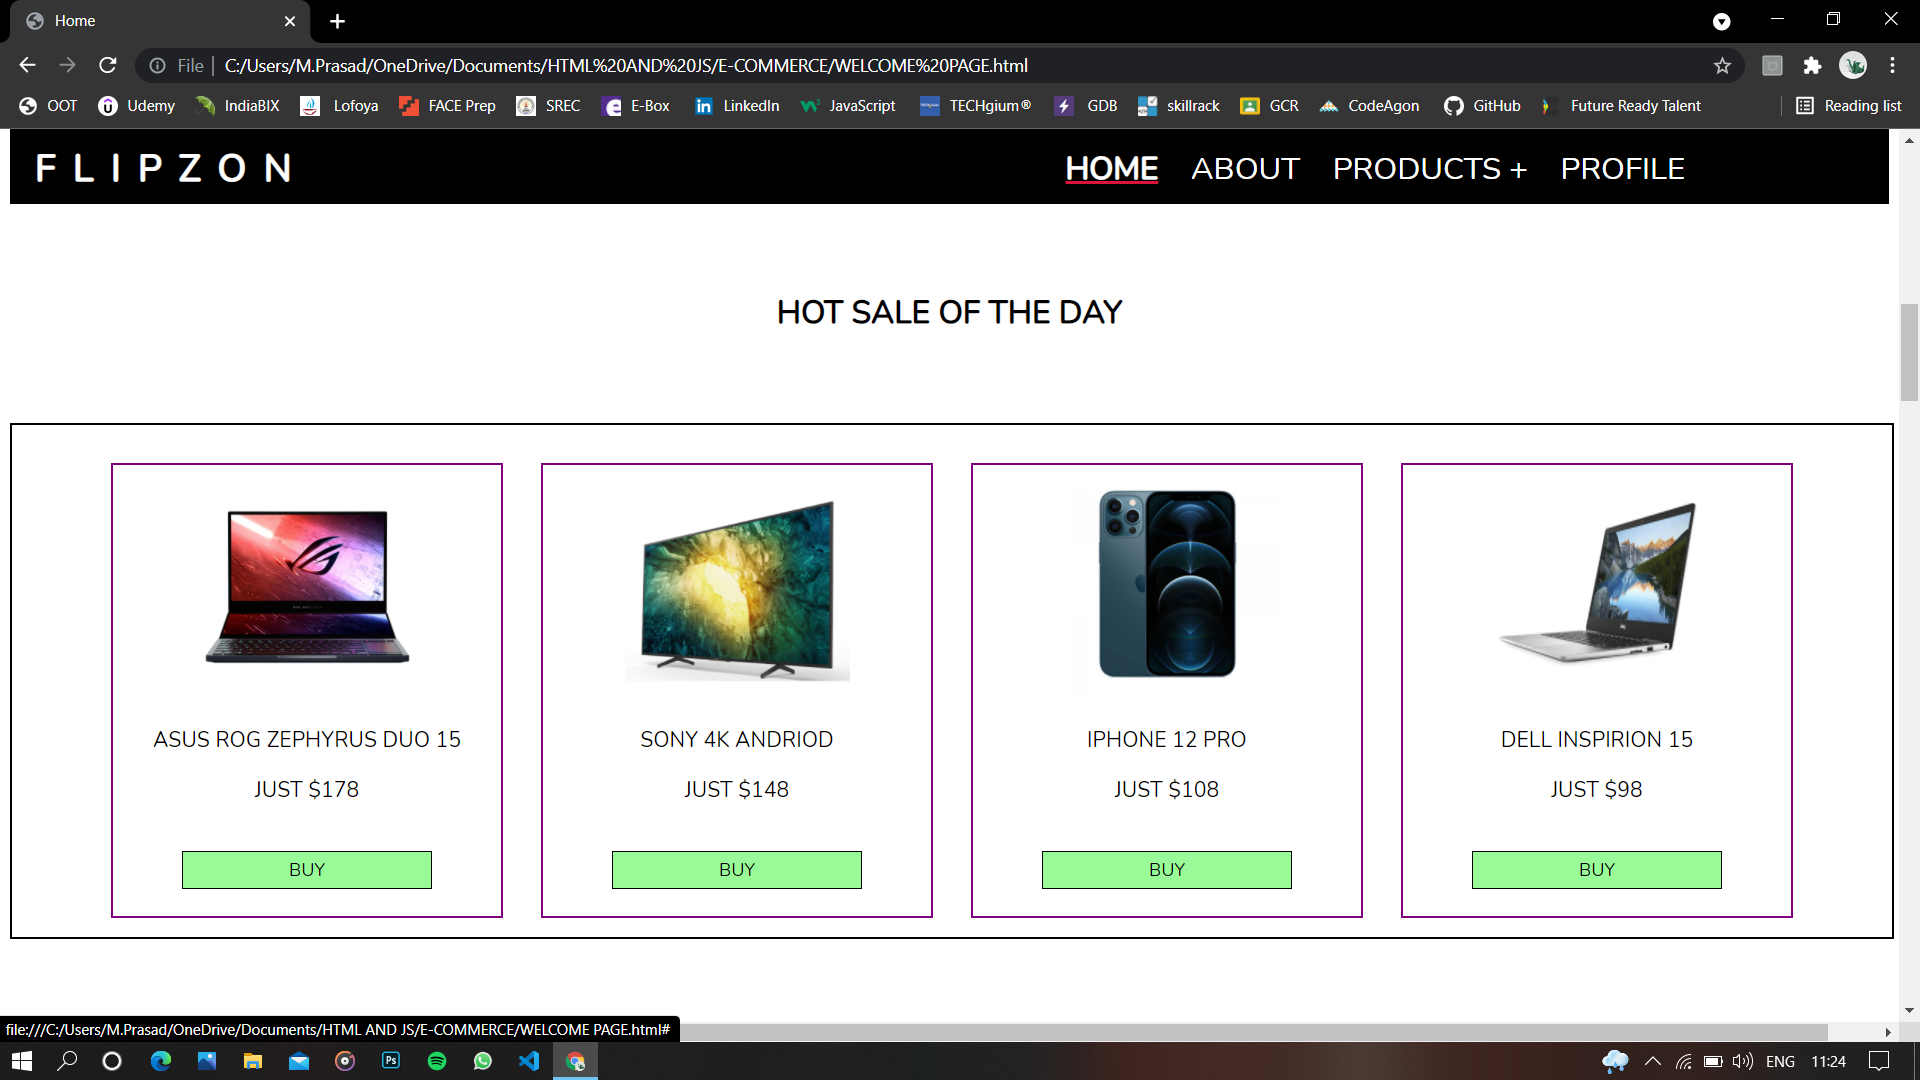 Home
File | C:/Users/M.Prasad/OneDrive/Documents/HTML%20AND%20JS/E-COMMERCE/WELCOME%20PAGE.html
OOT Udemy IndiaBIX Lofoya FACE Prep SREC E-Box LinkedIn JavaScript TECHgium® GDB skillrack GCR CodeAgon GitHub Future Ready Talent Reading list
FLIPZON HOME ABOUT PRODUCTS + PROFILE
HOT SALE OF THE DAY
ASUS ROG ZEPHYRUS DUO 15 SONY 4K ANDRIOD IPHONE 12 PRO DELL INSPIRION 15
JUST $178 JUST $148 JUST $108 JUST $98
BUY BUY BUY BUY
file:///C:/Users/M.Prasad/OneDrive/Documents/HTML AND JS/E-COMMERCE/WELCOME PAGE.html#
Ps ENG 11:24